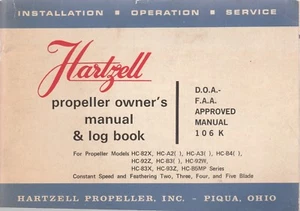 INSTALLATION • OPERATION • SERVICE
Hartzell
propeller owner's
manual
& log book
D.O.A.-
F.A.A.
APPROVED
MANUAL
106 K
For Propeller Models HC-82X, HC-A2( ), HC-A3( ), HC-B4( ),
HC-92Z, HC-B3( ), HC-92W,
HC-83X, HC-93Z, HC-B5MP Series
Constant Speed and Feathering Two, Three, Four, and Five Blade
HARTZELL PROPELLER, INC. - PIQUA, OHIO